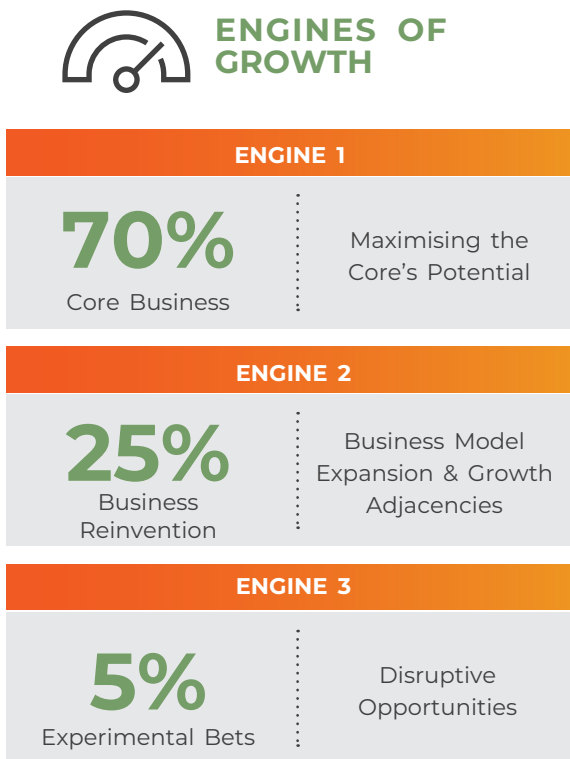 ENGINES OF
GROWTH
ENGINE 1
70%
Core Business
Maximising the
Core’s Potential
ENGINE 2
25%
Business
Reinvention
Business Model
Expansion & Growth
Adjacencies
ENGINE 3
5%
Experimental Bets
Disruptive
Opportunities